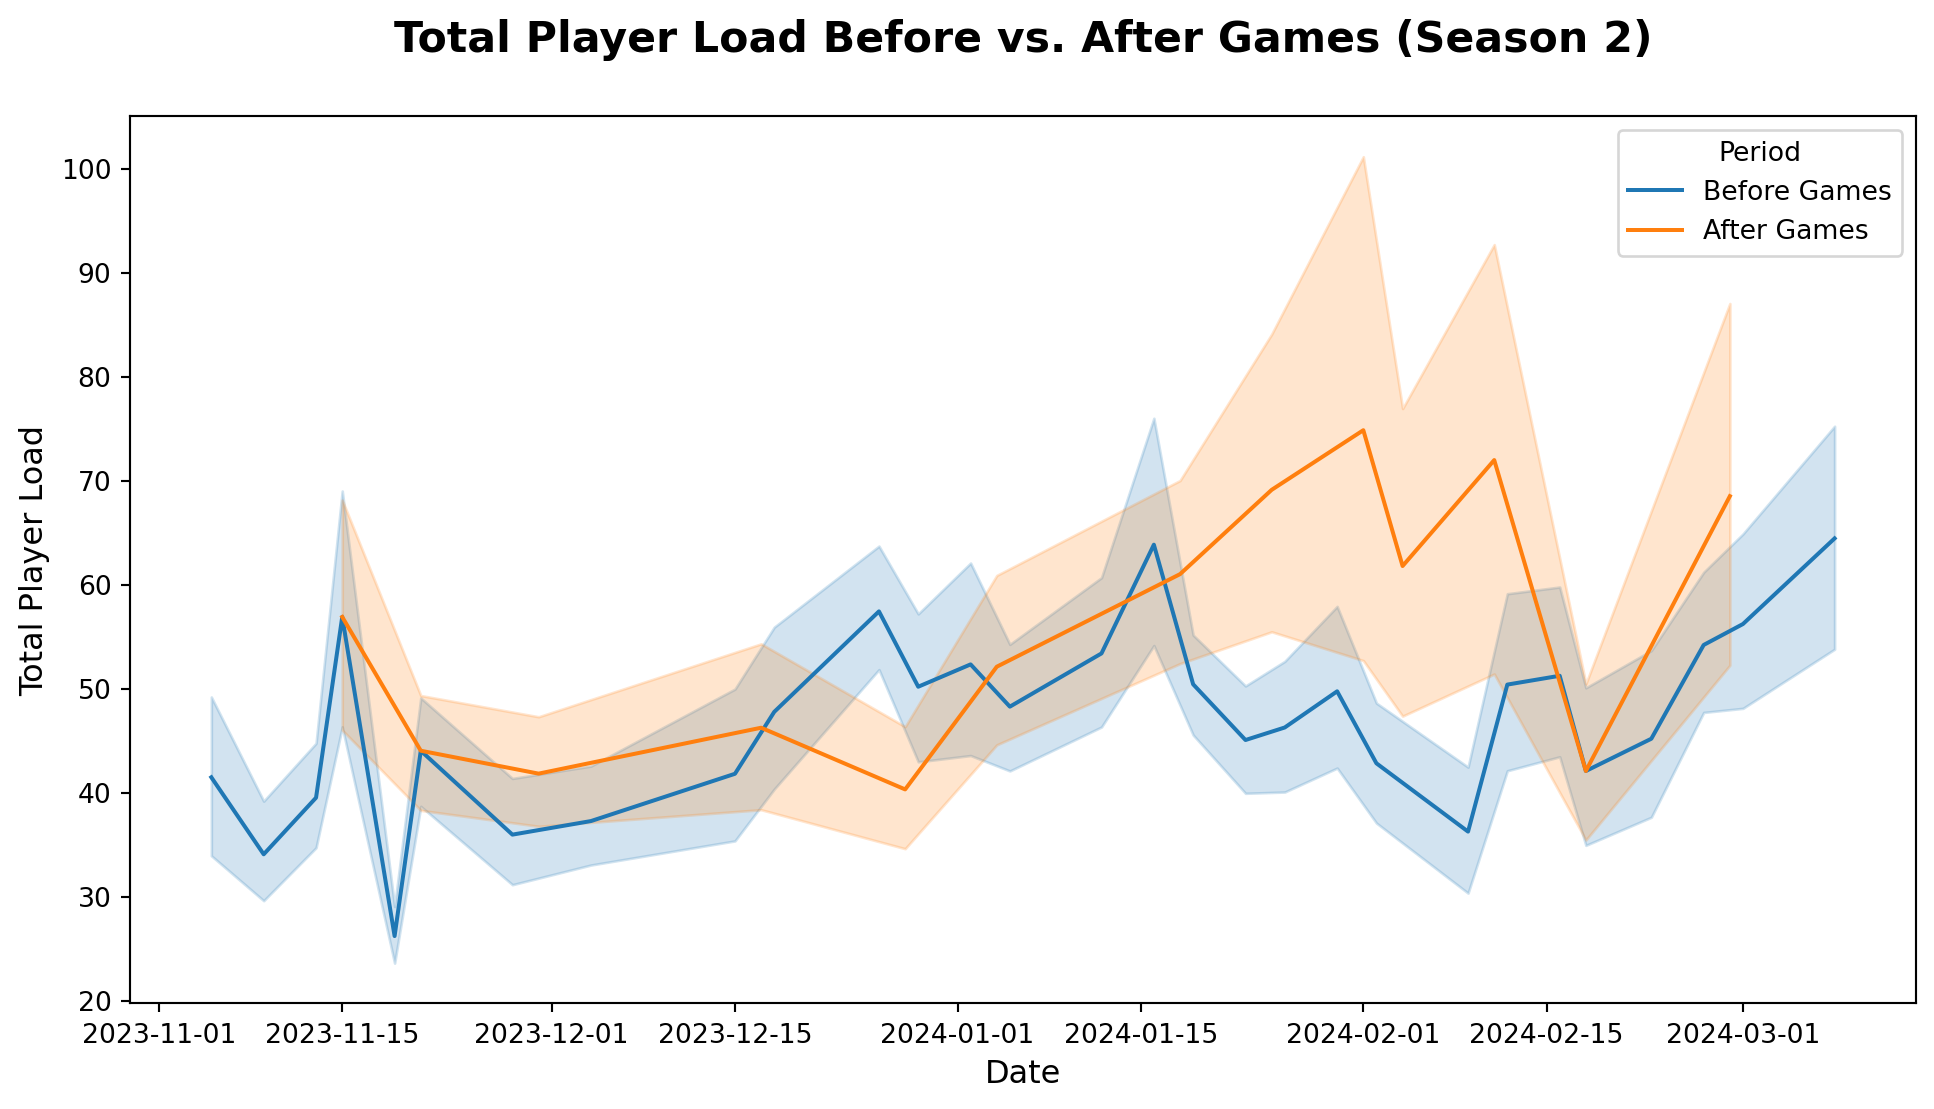 Total Player Load Before vs. After Games (Season 2)
Period
Before Games
After Games
Total Player Load
100
90
80
70
60
50
40
30
20
2023-11-01 2023-11-15 2023-12-01 2023-12-15 2024-01-01 2024-01-15 2024-02-01 2024-02-15 2024-03-01
Date